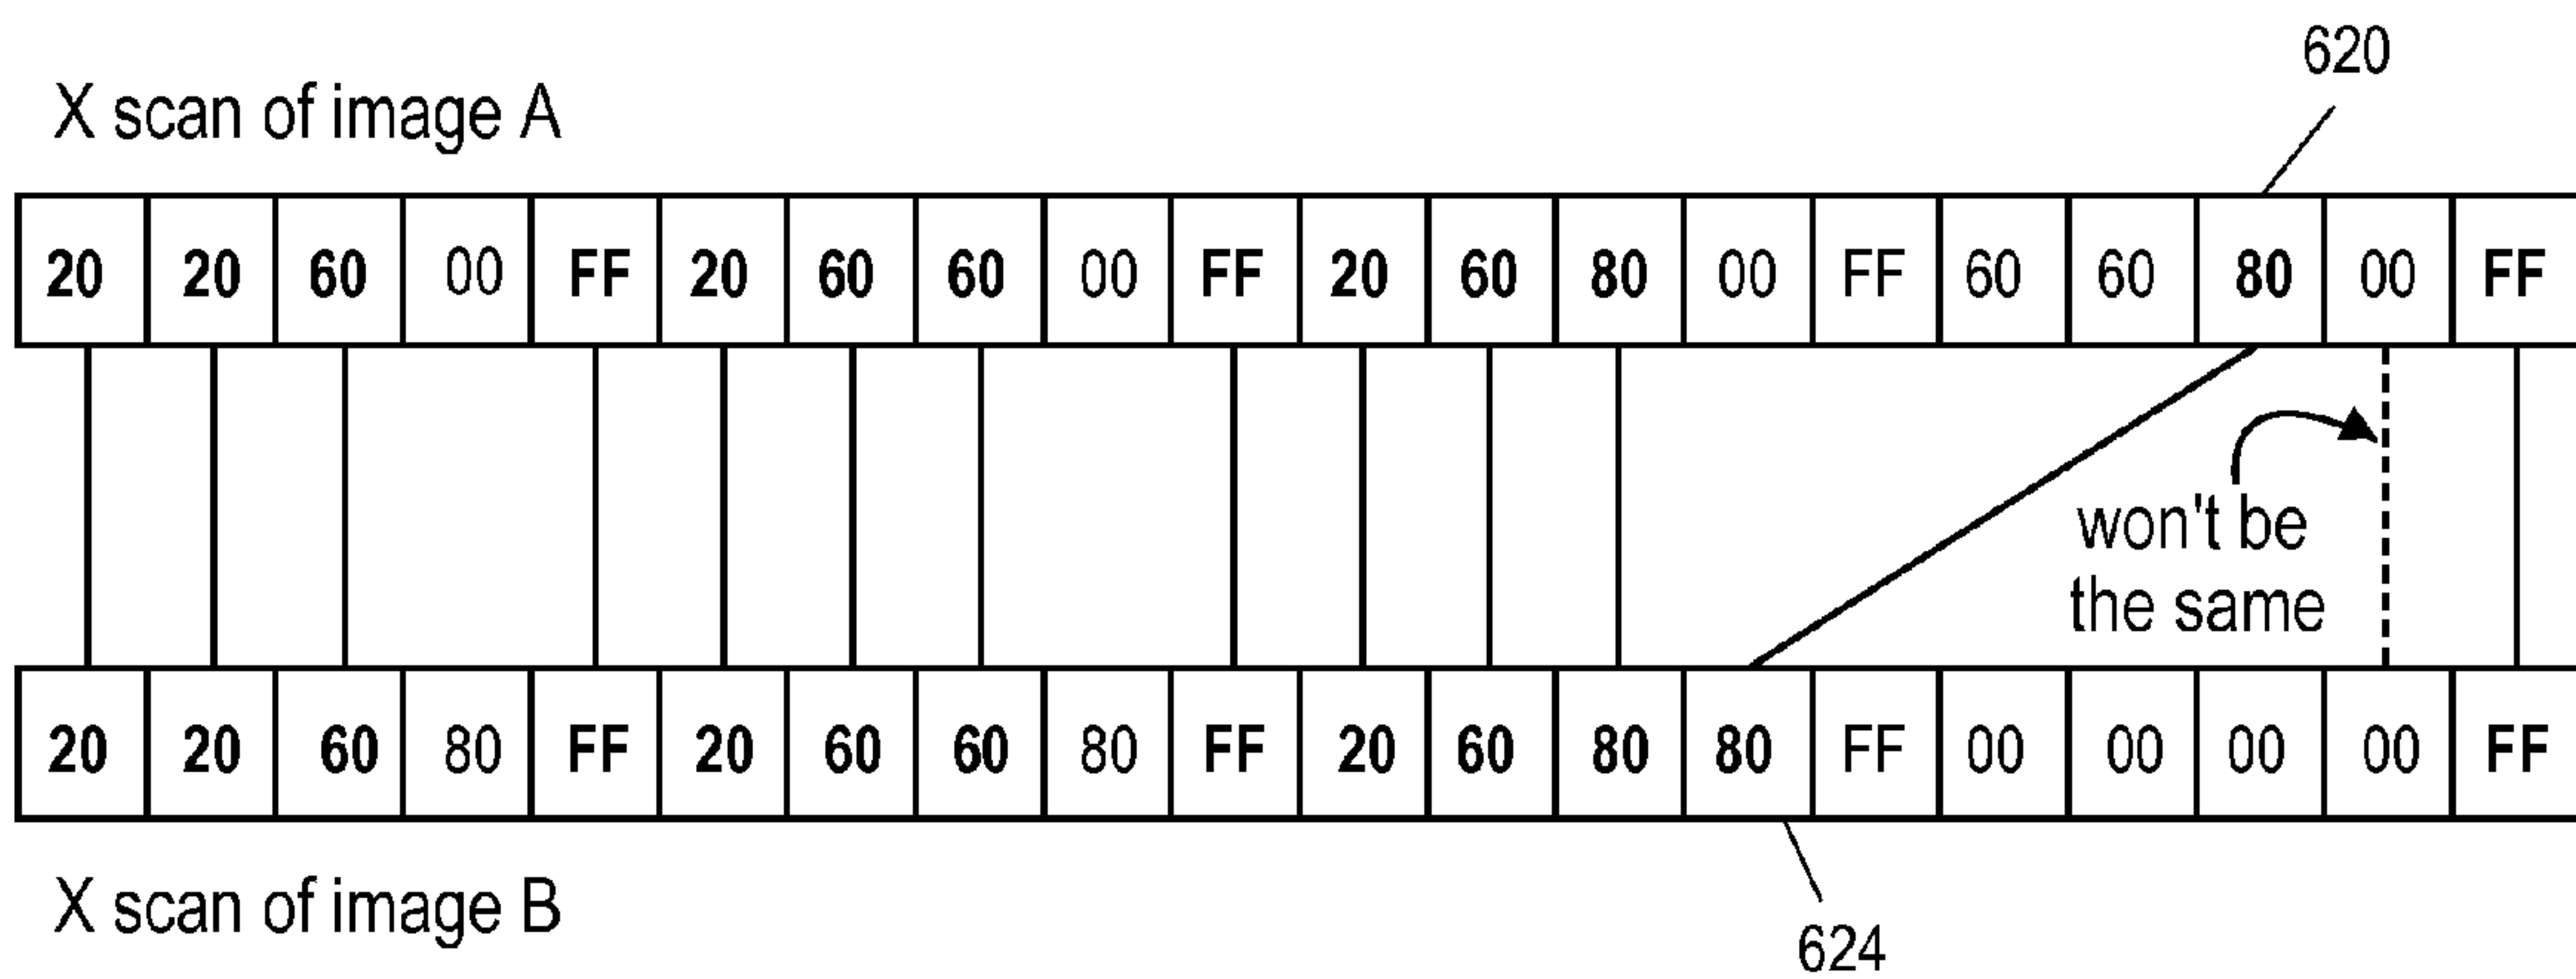 620
X scan of image A
20 20 60 00 FF 20 60 60 00 FF 20 60 80 00 FF 60 60 80 00 FF
won't be
the same
20 20 60 80 FF 20 60 60 80 FF 20 60 80 80 FF 00 00 00 00 FF
X scan of image B
624